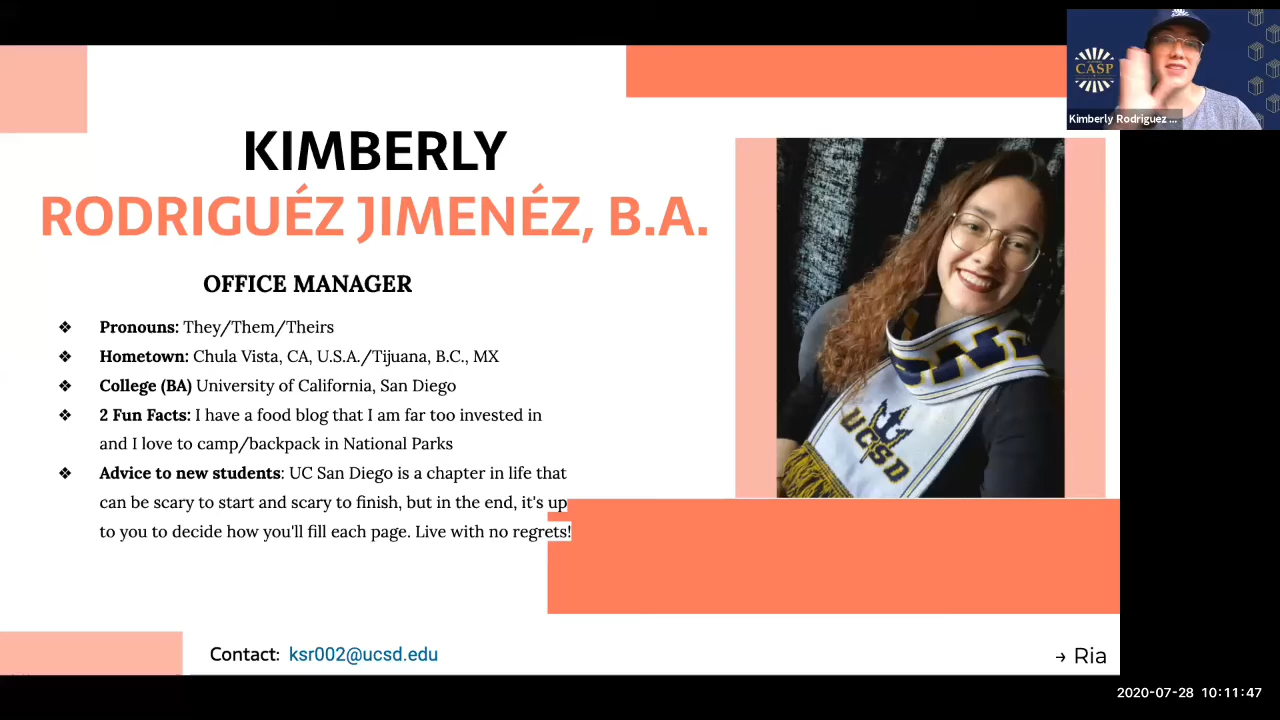 CASP
Kimberly Rodriguez ...
KIMBERLY
RODRIGUÉZ JIMENÉZ, B.A.
OFFICE MANAGER
❖ Pronouns: They/Them/Theirs
❖ Hometown: Chula Vista, CA, U.S.A./Tijuana, B.C., MX
❖ College (BA) University of California, San Diego
❖ 2 Fun Facts: I have a food blog that I am far too invested in
and I love to camp/backpack in National Parks
❖ Advice to new students: UC San Diego is a chapter in life that
can be scary to start and scary to finish, but in the end, it's up
to you to decide how you'll fill each page. Live with no regrets!
UCSD
Contact: ksr002@ucsd.edu
→ Ria
2020-07-28 10:11:47